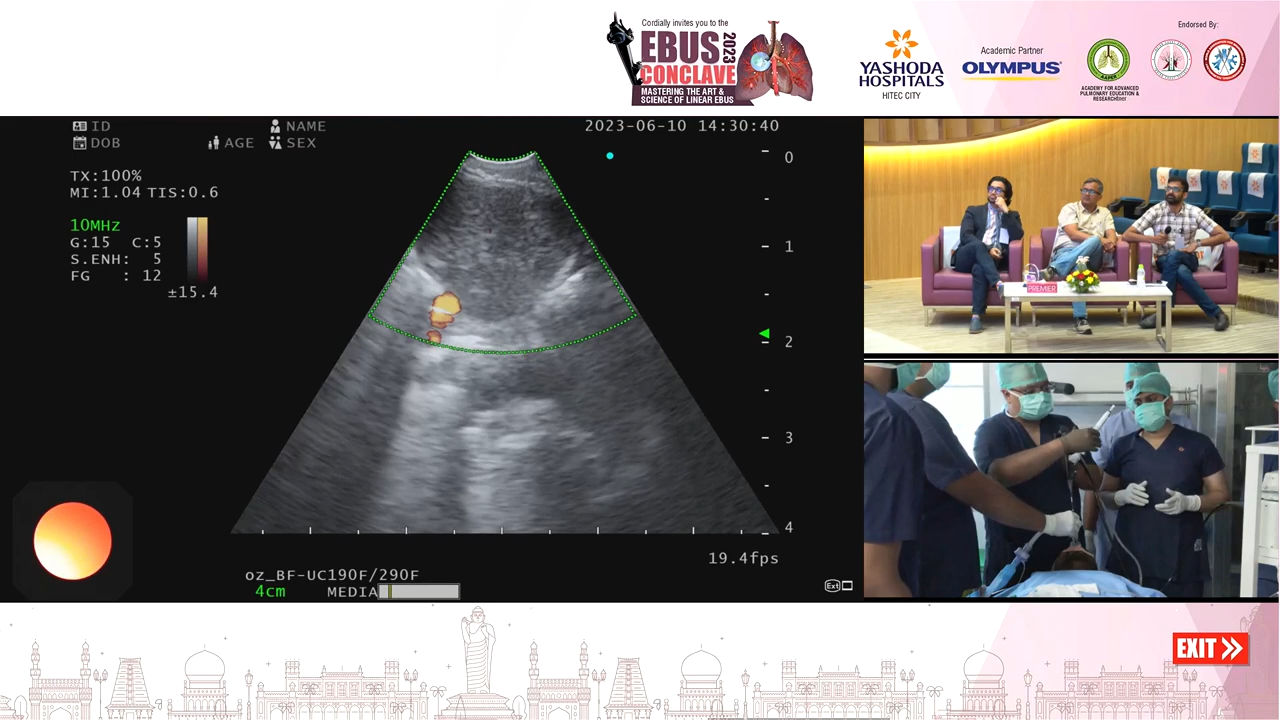 Cordially invites you to the
EBUS 2023
CONCLAVE
MASTERING THE ART &
SCIENCE OF LINEAR EBUS
YASHODA
HOSPITALS
HITEC CITY
Academic Partner
OLYMPUS
Endorsed By:
ACADEMY FOR ADVANCED
PULMONARY EDUCATION &
ID
NAME
DOB
AGE
SEX
2023-06-10 14:30:40
TX:100%
MI:1.04 TIS:0.6
10MHz
G:15 C:5
S.ENH: 5
FG : 12
±15.4
0
1
2
3
4
19.4fps
oz_BF-UC190F/290F
4cm MEDIA
Ext
PREMIER
EXIT